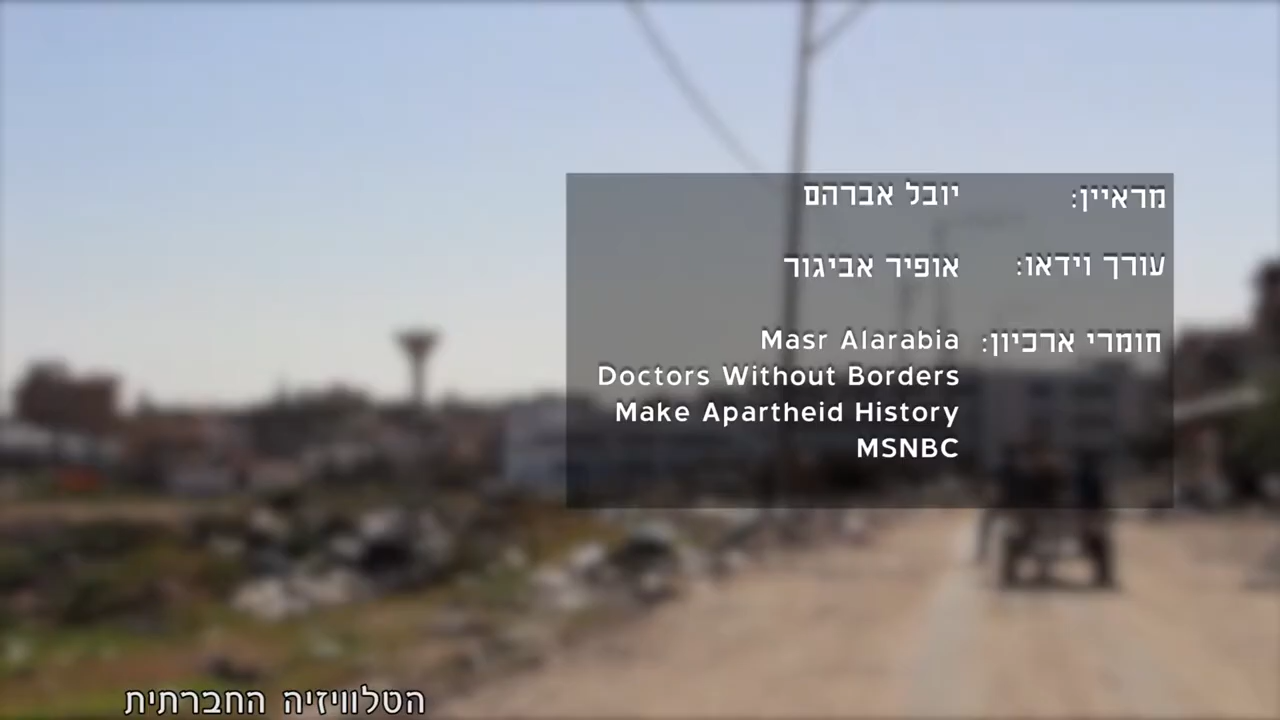 מראיין: יובל אברהם
עורך וידאו: אופיר אביגור
חומרי ארכיון: Masr Alarabia
Doctors Without Borders
Make Apartheid History
MSNBC
הטלוויזיה החברתית